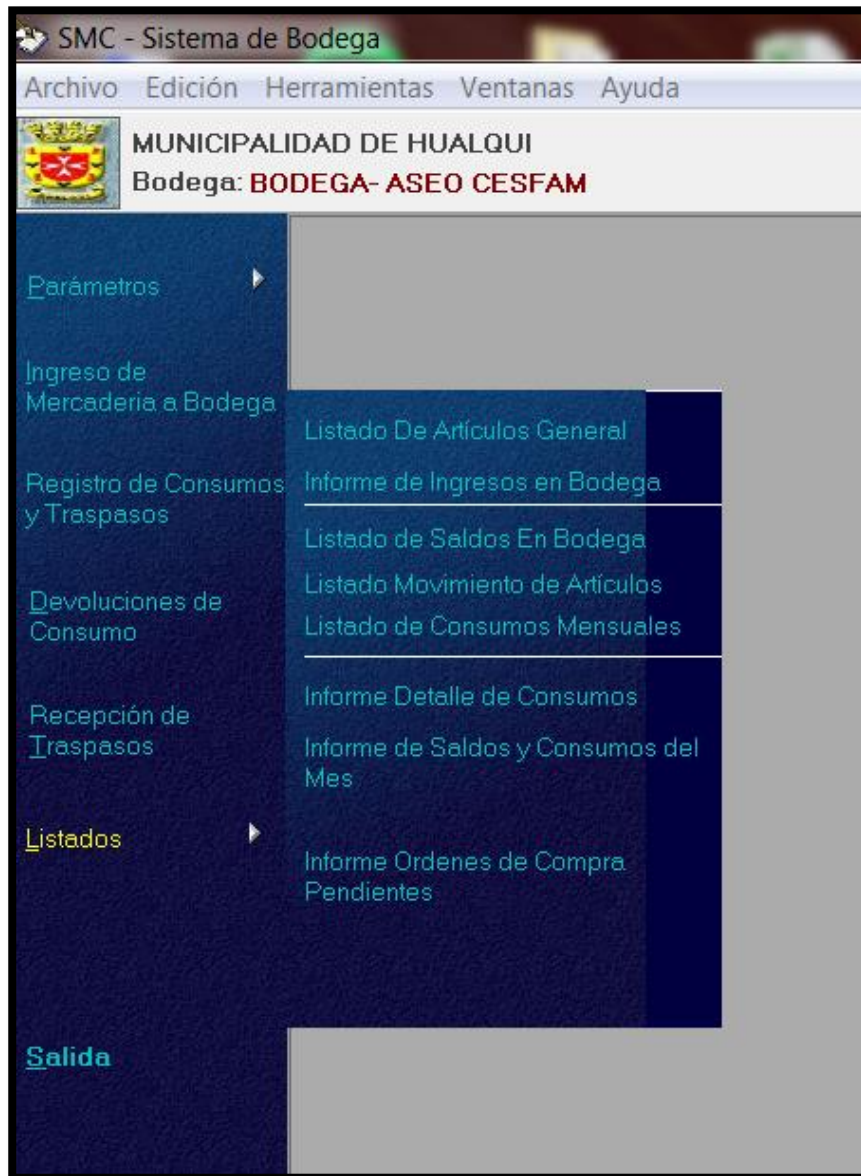 SMC - Sistema de Bodega
Archivo Edición Herramientas Ventanas Ayuda
MUNICIPALIDAD DE HUALQUI
Bodega: BODEGA- ASEO CESFAM
Parámetros
Ingreso de
Mercaderia a Bodega
Registro de Consumos
y Traspasos
Devoluciones de
Consumo
Recepción de
Traspasos
Listados
Salida
Listado De Artículos General
Informe de Ingresos en Bodega
Listado de Saldos En Bodega
Listado Movimiento de Artículos
Listado de Consumos Mensuales
Informe Detalle de Consumos
Informe de Saldos y Consumos del
Mes
Informe Ordenes de Compra
Pendientes